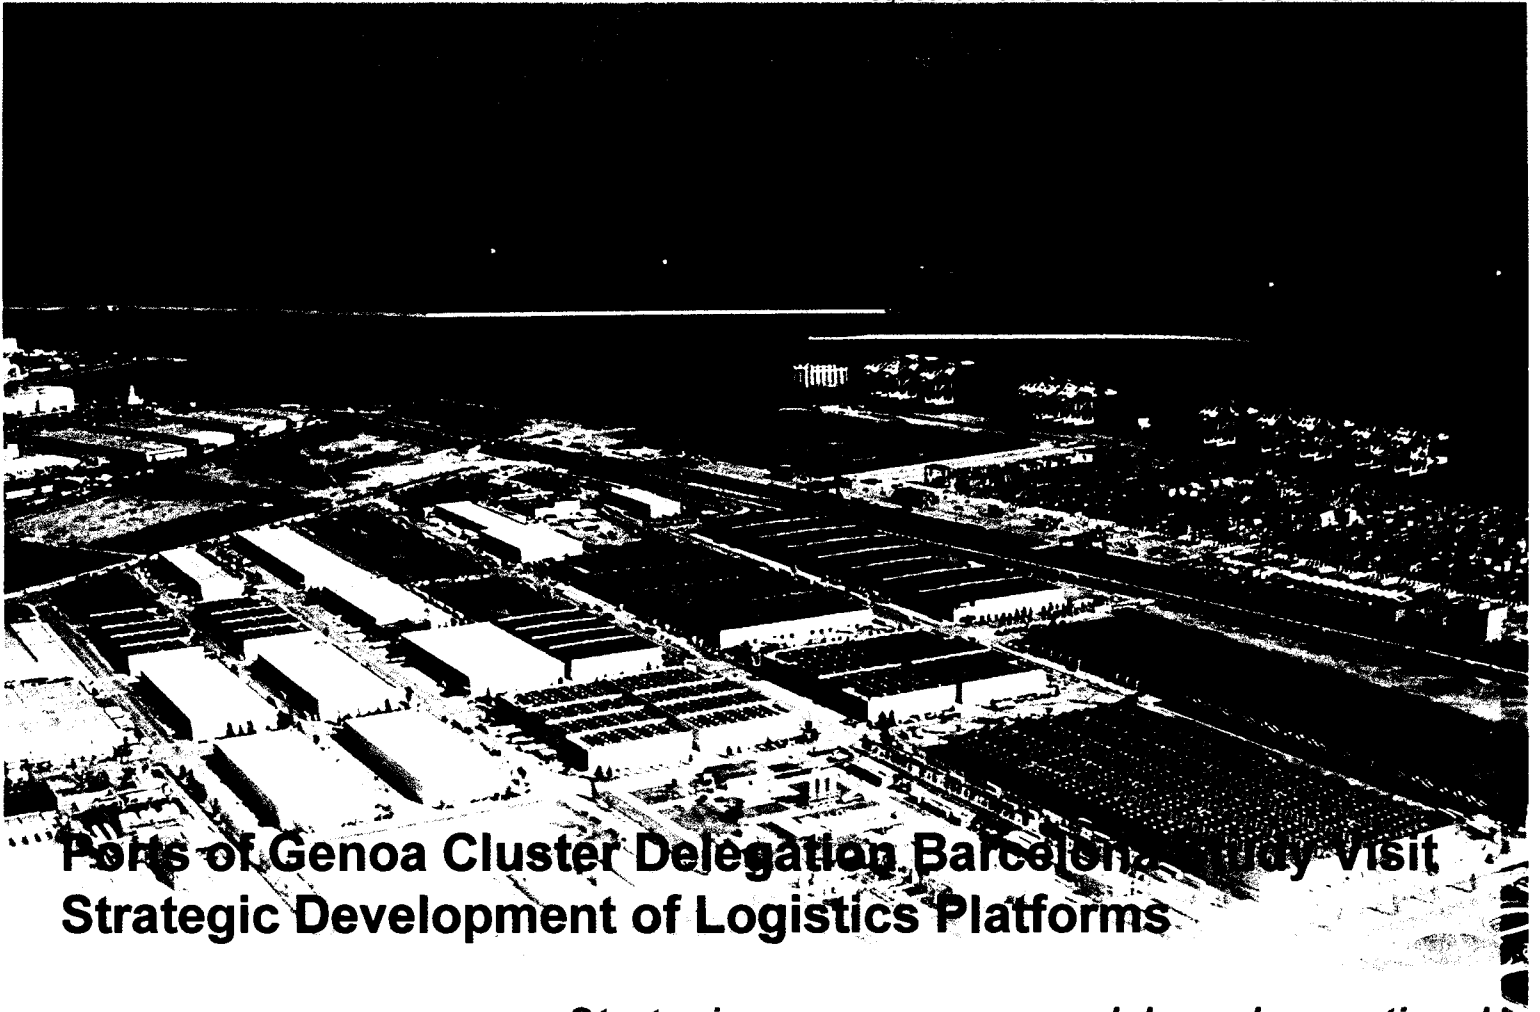 Ports of Genoa Cluster Delegation Barcelona Study Visit
Strategic Development of Logistics Platforms